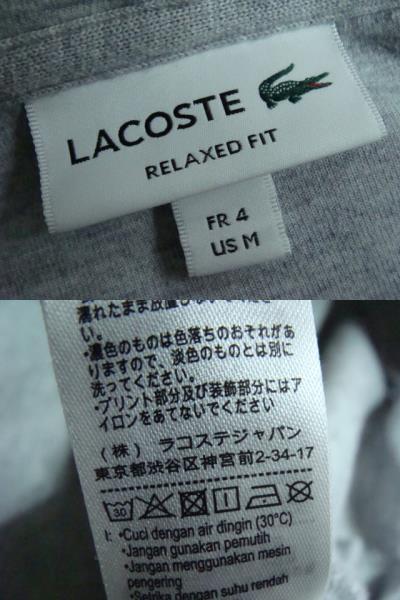 LACOSTE
RELAXED FIT
FR 4
US M
い。
・濃色のものは色落ちのおそれがあ
りますので、淡色のものとは別に
洗ってください。
・プリント部分及び装飾部分にはア
イロンをあてないでください
(株) ラコステジャパン
東京都渋谷区神宮前2-34-17
30
I: •Cuci dengan air dingin (30°C)
•Jangan gunakan pemutih
•Jangan menggunakan mesin
pengering
•Setrika dengan suhu rendah